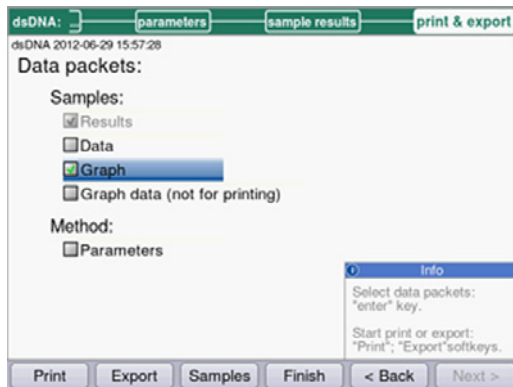 dsDNA: parameters sample results print & export
dsDNA 2012-06-29 15:57:28
Data packets:
Samples:
Results
Data
Graph
Graph data (not for printing)
Method:
Parameters
Info
Select data packets:
"enter" key.
Start print or export:
"Print"; "Export"softkeys.
Print Export Samples Finish < Back Next >